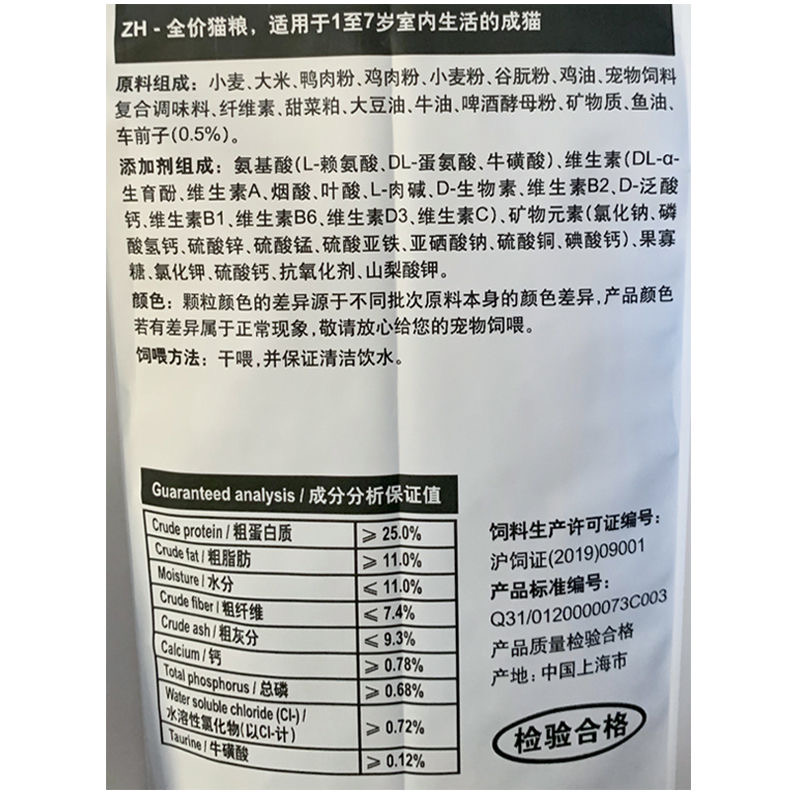 ZH - 全价猫粮，适用于1至7岁室内生活的成猫
原料组成：小麦、大米、鸭肉粉、鸡肉粉、小麦粉、谷朊粉、鸡油、宠物饲料
复合调味料、纤维素、甜菜粕、大豆油、牛油、啤酒酵母粉、矿物质、鱼油、
车前子(0.5%)。
添加剂组成：氨基酸(L-赖氨酸、DL-蛋氨酸、牛磺酸)、维生素(DL-α-
生育酚、维生素A、烟酸、叶酸、L-肉碱、D-生物素、维生素B2、D-泛酸
钙、维生素B1、维生素B6、维生素D3、维生素C)、矿物元素(氯化钠、磷
酸氢钙、硫酸锌、硫酸锰、硫酸亚铁、亚硒酸钠、硫酸铜、碘酸钙)、果寡
糖、氯化钾、硫酸钙、抗氧化剂、山梨酸钾。
颜色：颗粒颜色的差异源于不同批次原料本身的颜色差异,产品颜色
若有差异属于正常现象,敬请放心给您的宠物饲喂。
饲喂方法：干喂,并保证清洁饮水。
Guaranteed analysis / 成分分析保证值
Crude protein / 粗蛋白质 ⩾ 25.0%
Crude fat / 粗脂肪 ⩾ 11.0%
Moisture / 水分 ⩽ 11.0%
Crude fiber / 粗纤维 ⩽ 7.4%
Crude ash / 粗灰分 ⩽ 9.3%
Calcium / 钙 ⩾ 0.78%
Total phosphorus / 总磷 ⩾ 0.68%
Water soluble chloride (Cl-) /
水溶性氯化物(以Cl-计) ⩾ 0.72%
Taurine / 牛磺酸 ⩾ 0.12%
饲料生产许可证编号：
沪饲证(2019)09001
产品标准编号：
Q31/0120000073C003
产品质量检验合格
产地：中国上海市
检验合格